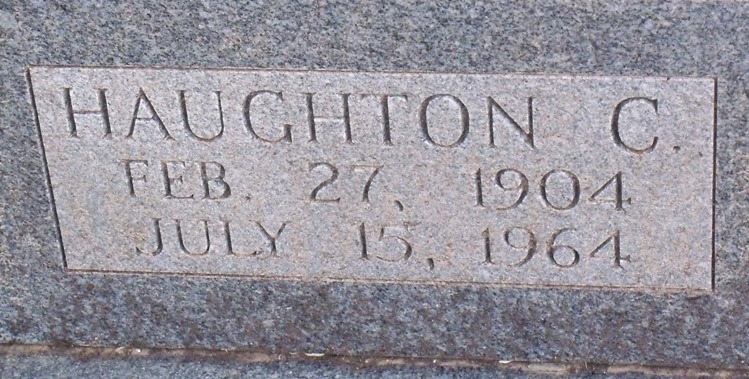 HAUGHTON C.
FEB. 27, 1904
JULY 15, 1964